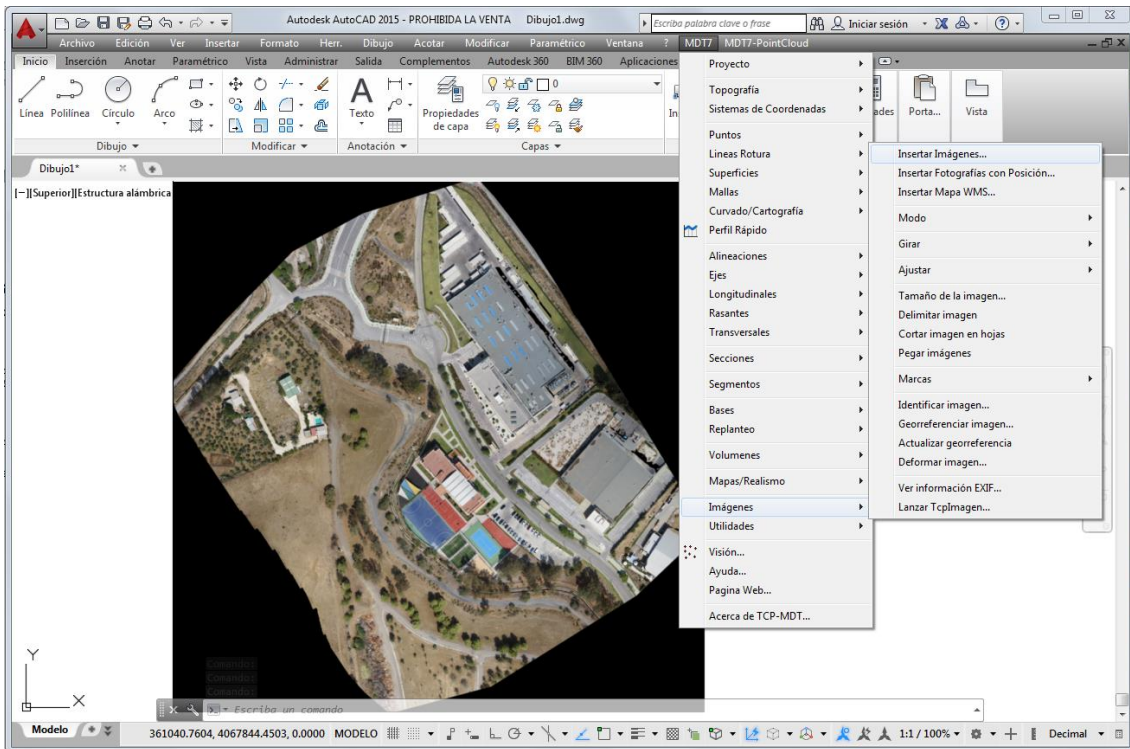 Autodesk AutoCAD 2015 - PROHIBIDA LA VENTA Dibujo1.dwg
Escriba palabra clave o frase
Iniciar sesión
Archivo Edición Ver Insertar Formato Herr. Dibujo Acotar Modificar Paramétrico Ventana ? MDT7 MDT7-PointCloud
Inicio Inserción Anotar Paramétrico Vista Administrar Salida Complementos Autodesk 360 BIM 360 Aplicaciones
Línea Polilínea Círculo Arco
Texto
Propiedades de capa
0
Porta...
Vista
Dibujo Modificar Anotación Capas
Dibujo1*
[−][Superior][Estructura alámbrica
Proyecto
Topografía
Sistemas de Coordenadas
Puntos
Lineas Rotura
Superficies
Mallas
Curvado/Cartografía
Perfil Rápido
Alineaciones
Ejes
Longitudinales
Rasantes
Transversales
Secciones
Segmentos
Bases
Replanteo
Volumenes
Mapas/Realismo
Imágenes
Utilidades
Visión...
Ayuda...
Pagina Web...
Acerca de TCP-MDT...
Insertar Imágenes...
Insertar Fotografías con Posición...
Insertar Mapa WMS...
Modo
Girar
Ajustar
Tamaño de la imagen...
Delimitar imagen
Cortar imagen en hojas
Pegar imágenes
Marcas
Identificar imagen...
Georreferenciar imagen...
Actualizar georreferencia
Deformar imagen...
Ver información EXIF...
Lanzar TcpImagen...
Y
X
Comando:
Comando:
Comando:
Escriba un comando
Modelo
361040.7604, 4067844.4503, 0.0000 MODELO
1:1 / 100%
Decimal